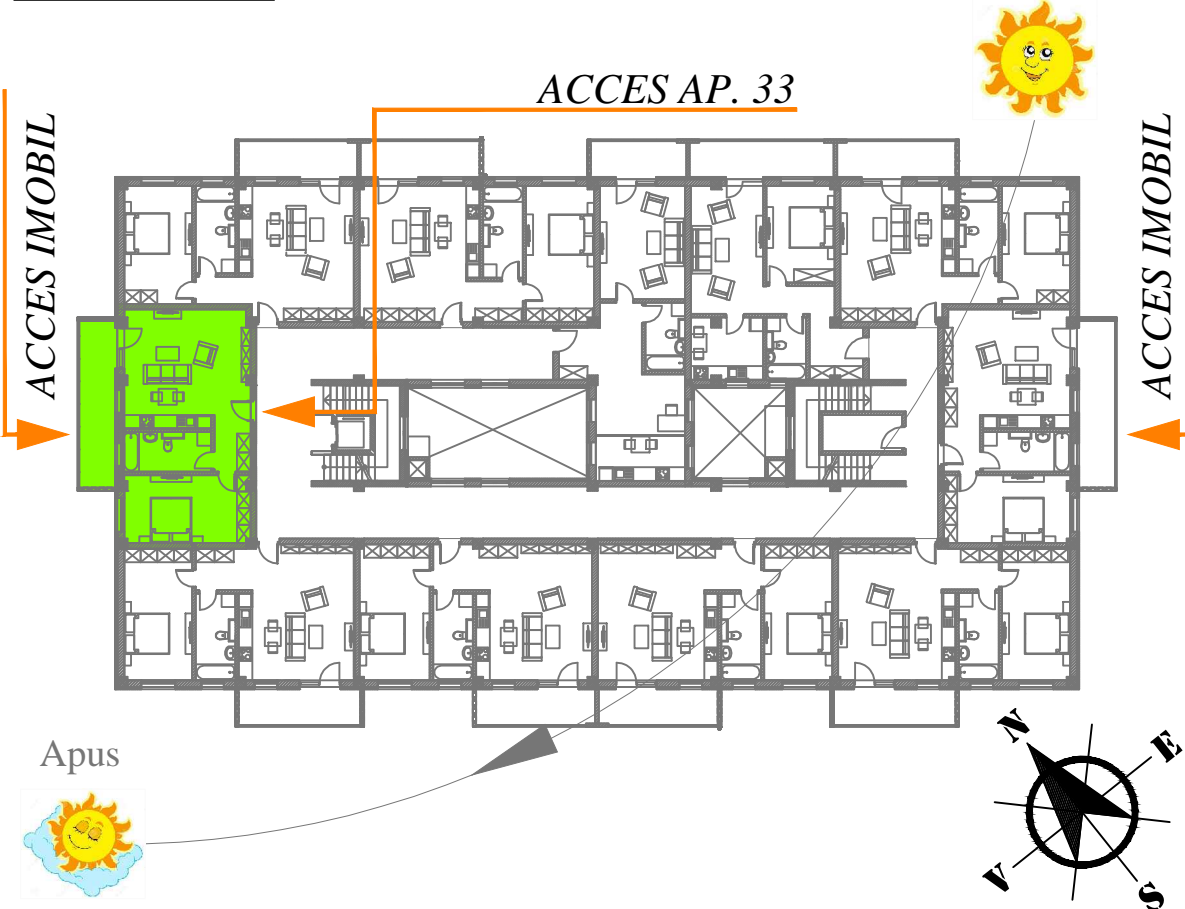 ACCES AP. 33
ACCES IMOBIL
ACCES IMOBIL
Apus
N
E
V
S